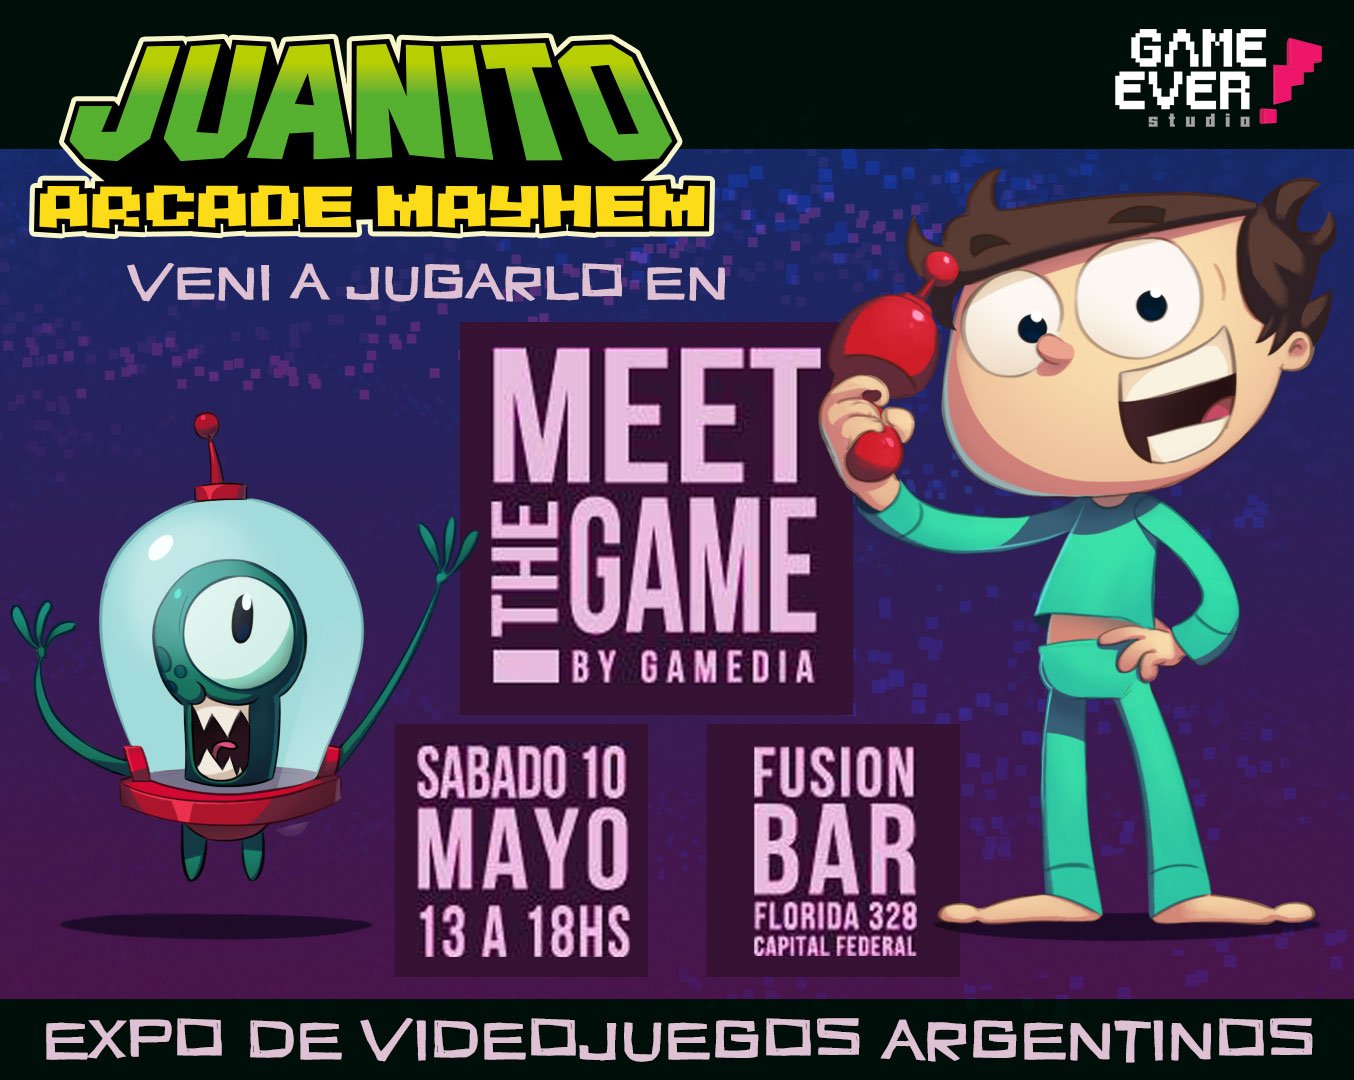 JUANITO
ARCADE MAYHEM
GAME
EVER
studio
VENI A JUGARLO EN
MEET
THE GAME
BY GAMEDIA
SABADO 10
MAYO
13 A 18HS
FUSION
BAR
FLORIDA 328
CAPITAL FEDERAL
EXPO DE VIDEOJUEGOS ARGENTINOS